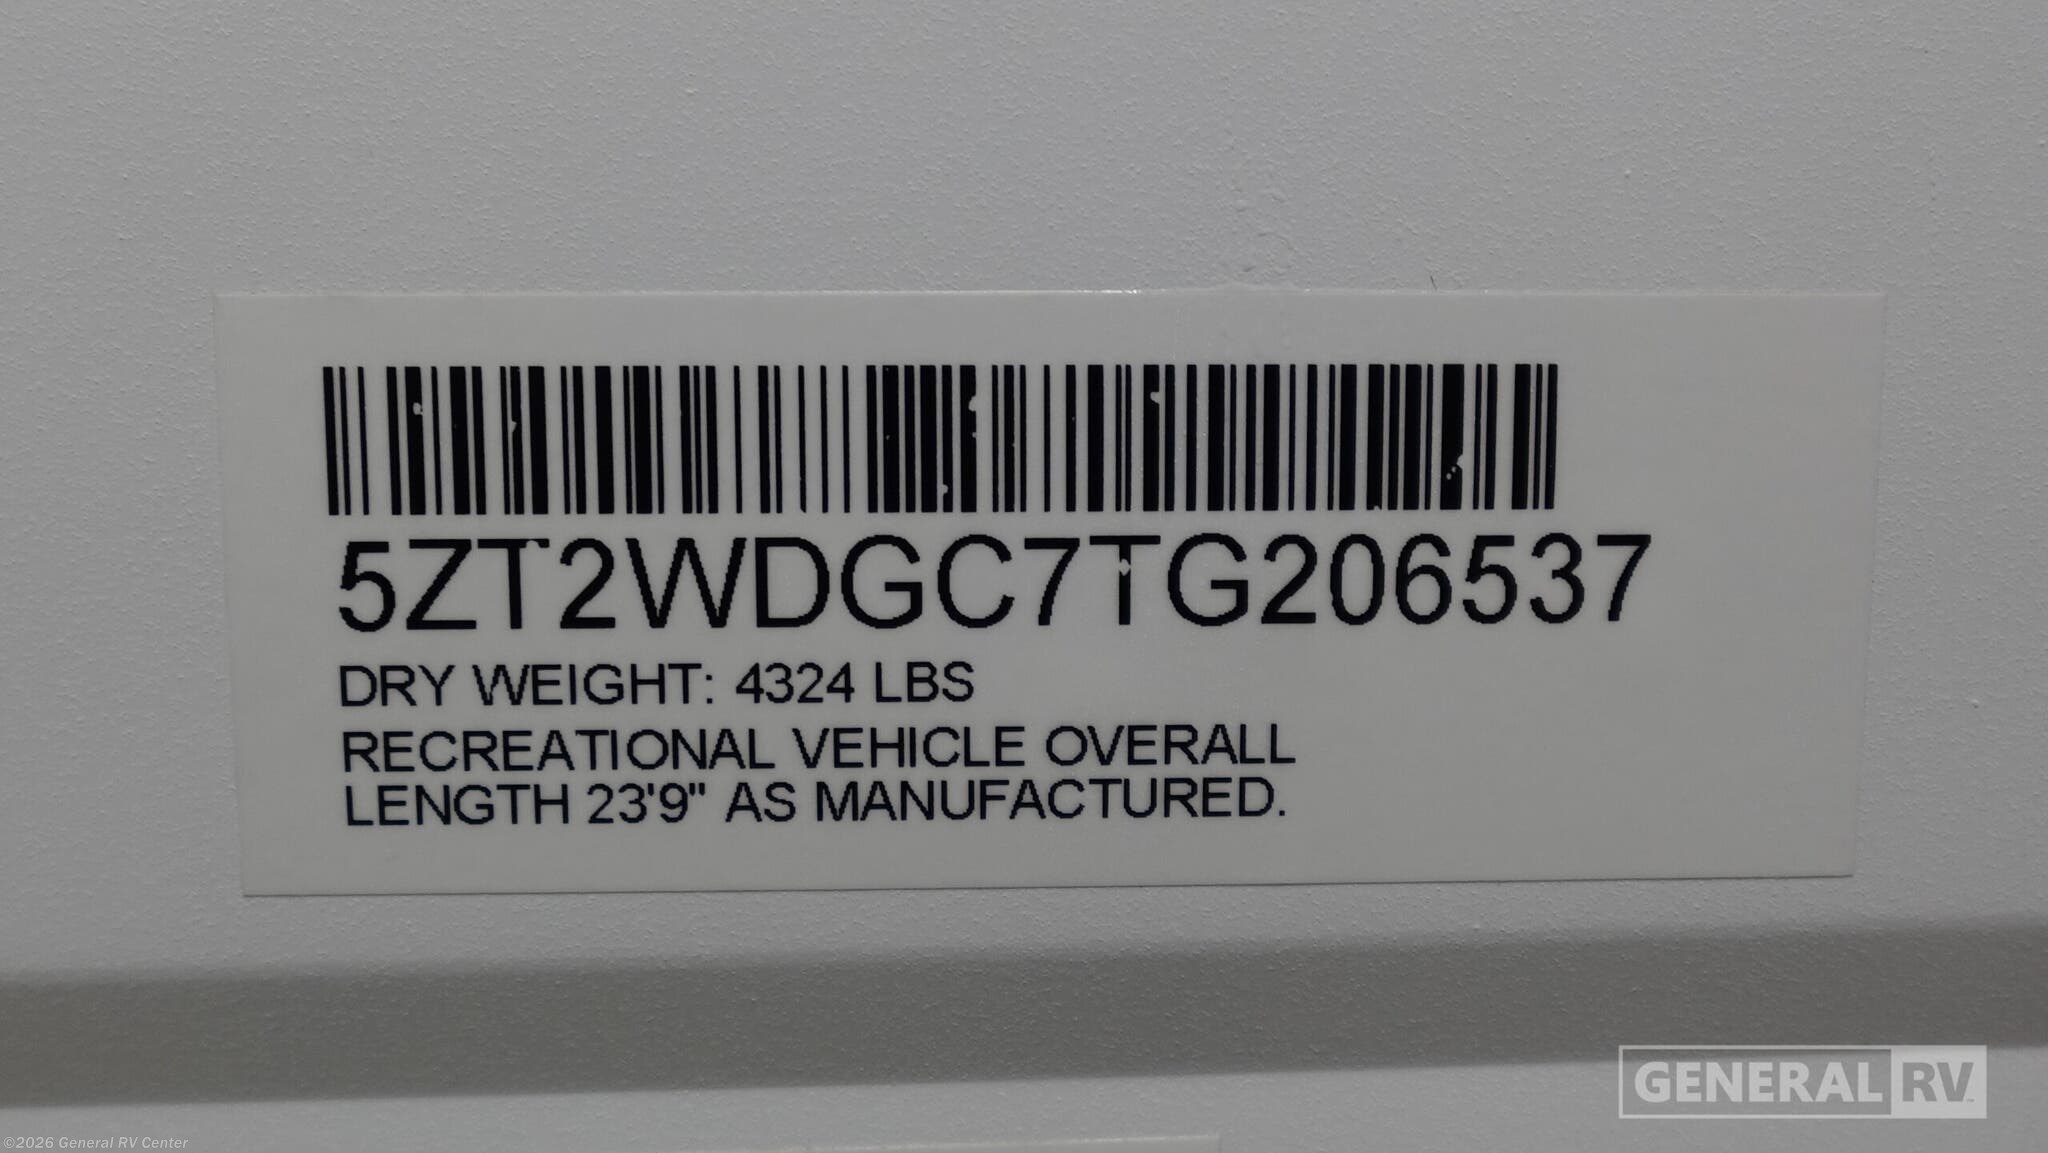 5ZT2WDGC7TG206537
DRY WEIGHT: 4324 LBS
RECREATIONAL VEHICLE OVERALL
LENGTH 23'9" AS MANUFACTURED.
GENERAL RV
©2026 General RV Center